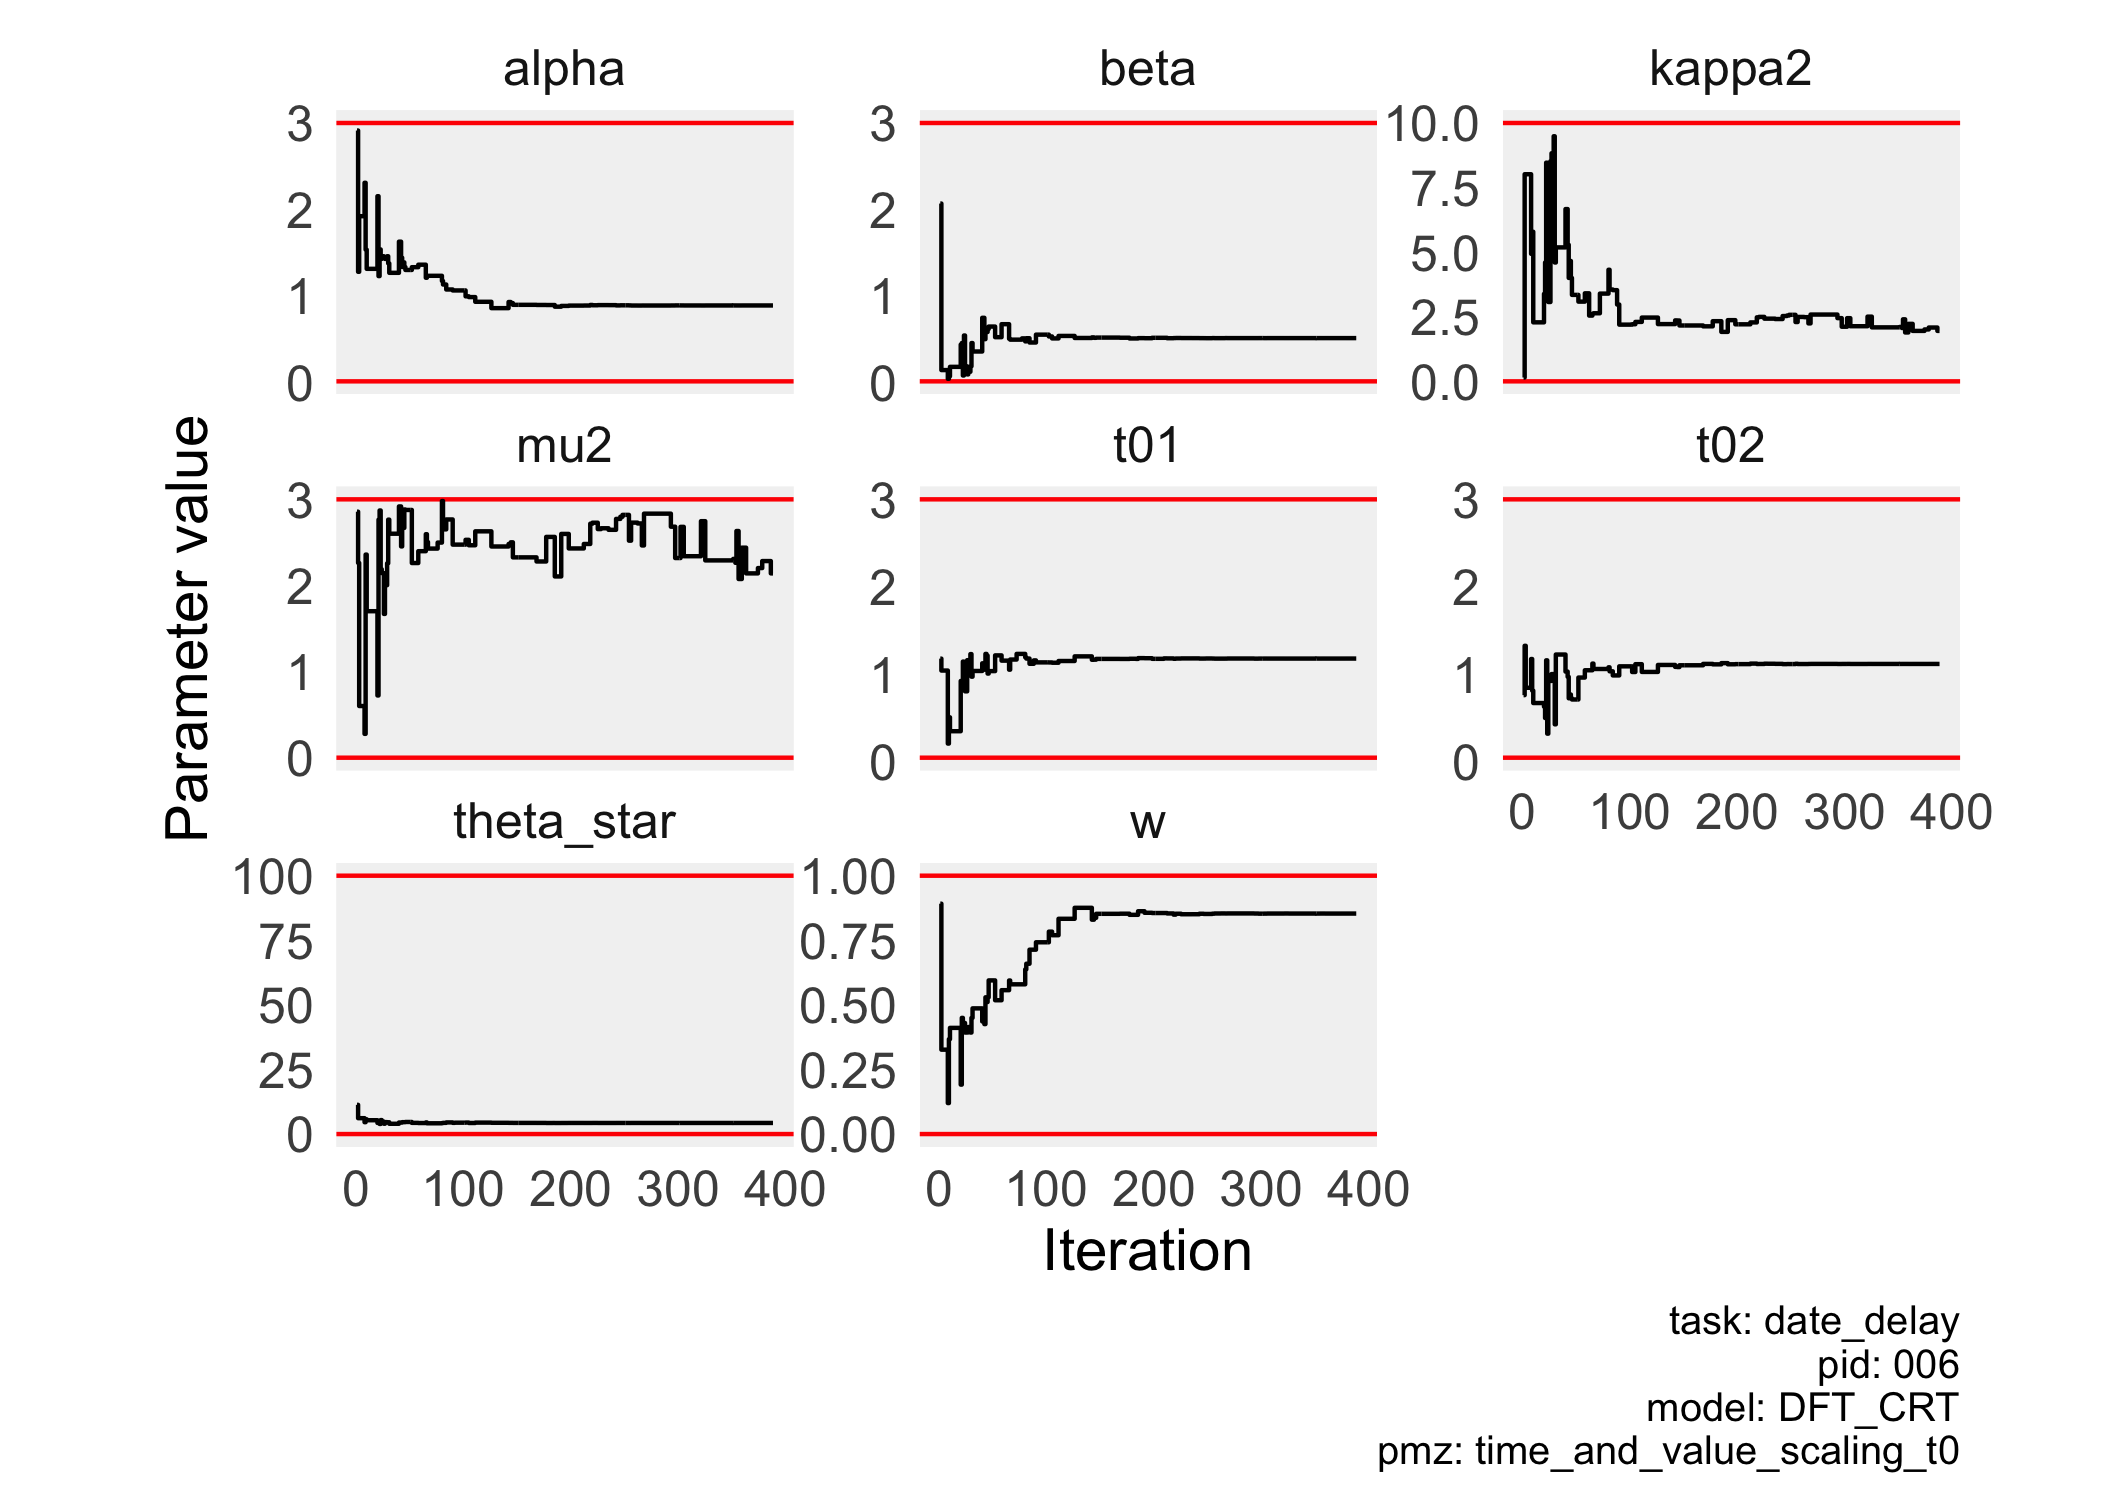 alpha
beta
kappa2
3
2
1
0
3
2
1
0
10.0
7.5
5.0
2.5
0.0
mu2
t01
t02
3
2
1
0
3
2
1
0
3
2
1
0
0 100 200 300 400
theta_star
w
100
75
50
25
0
1.00
0.75
0.50
0.25
0.00
0 100 200 300 400
0 100 200 300 400
Parameter value
Iteration
task: date_delay
pid: 006
model: DFT_CRT
pmz: time_and_value_scaling_t0